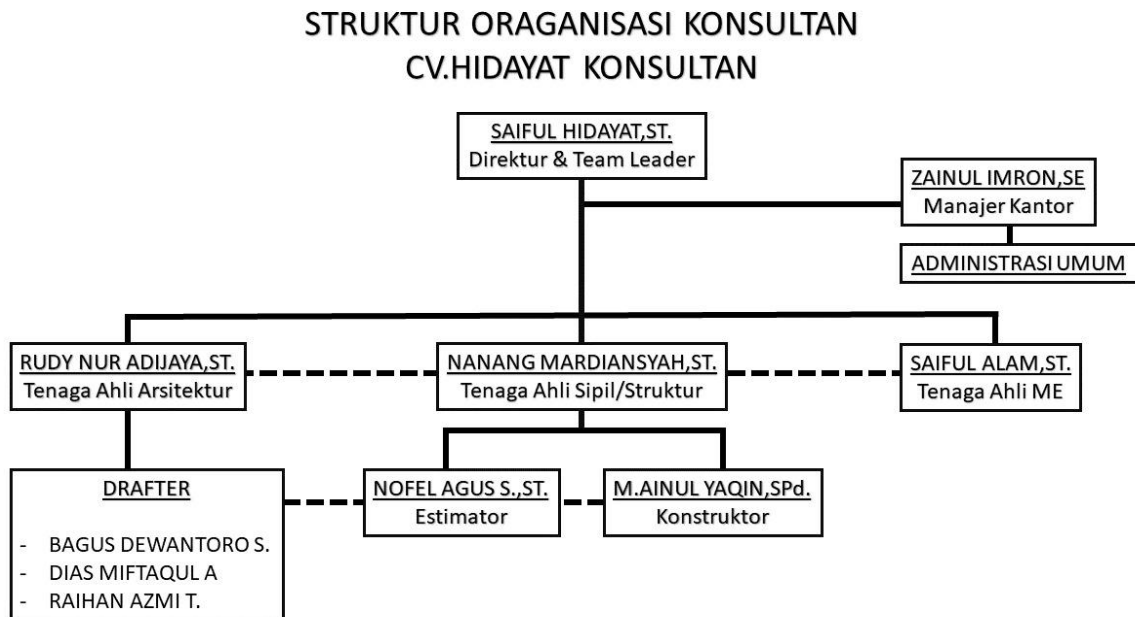 STRUKTUR ORAGANISASI KONSULTAN
CV.HIDAYAT KONSULTAN
SAIFUL HIDAYAT,ST.
Direktur & Team Leader
ZAINUL IMRON,SE
Manajer Kantor
ADMINISTRASI UMUM
RUDY NUR ADIJAYA,ST.
Tenaga Ahli Arsitektur
NANANG MARDIANSYAH,ST.
Tenaga Ahli Sipil/Struktur
SAIFUL ALAM,ST.
Tenaga Ahli ME
DRAFTER
- BAGUS DEWANTORO S.
- DIAS MIFTAQUL A
- RAIHAN AZMI T.
NOFEL AGUS S.,ST.
Estimator
M.AINUL YAQIN,SPd.
Konstruktor